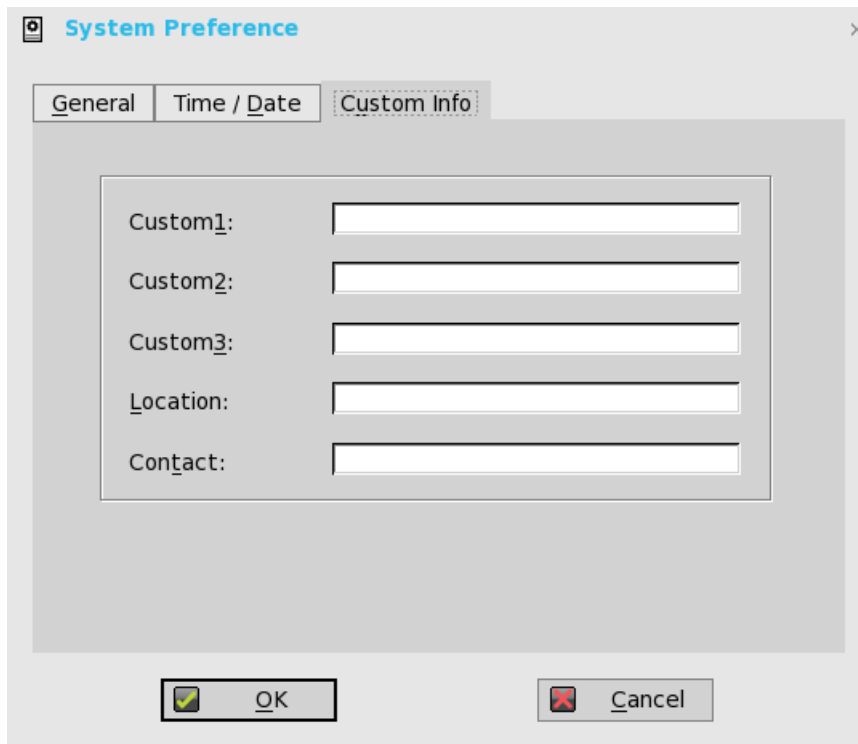 System Preference
General Time / Date Custom Info
Custom1:
Custom2:
Custom3:
Location:
Contact:
OK Cancel